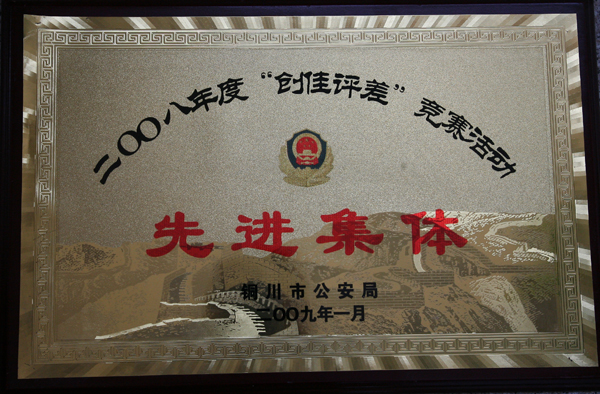 二〇〇八年度“创佳评差”竞赛活动
先进集体
铜川市公安局
二〇〇九年一月